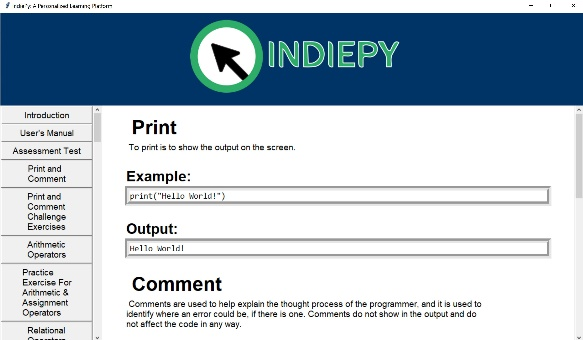 IndiePy: A Personalized Learning Platform
INDIEPY
Introduction
User's Manual
Assessment Test
Print and
Comment
Print and
Comment
Challenge
Exercises
Arithmetic
Operators
Practice
Exercise For
Arithmetic &
Assignment
Operators
Relational
Operators
Print
To print is to show the output on the screen.
Example:
print("Hello World!")
Output:
Hello World!
Comment
Comments are used to help explain the thought process of the programmer, and it is used to
identify where an error could be, if there is one. Comments do not show in the output and do
not affect the code in any way.